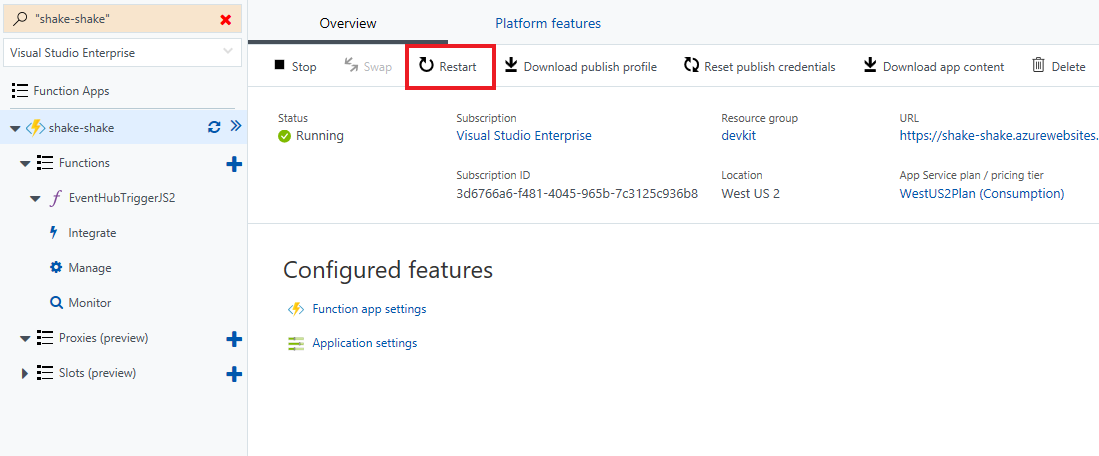 "shake-shake"
Visual Studio Enterprise
Function Apps
shake-shake
Functions
EventHubTriggerJS2
Integrate
Manage
Monitor
Proxies (preview)
Slots (preview)
Overview Platform features
Stop Swap Restart Download publish profile Reset publish credentials Download app content Delete
Status Subscription Resource group URL
Running Visual Studio Enterprise devkit https://shake-shake.azurewebsites.
Subscription ID Location App Service plan / pricing tier
3d6766a6-f481-4045-965b-7c3125c936b8 West US 2 WestUS2Plan (Consumption)
Configured features
Function app settings
Application settings